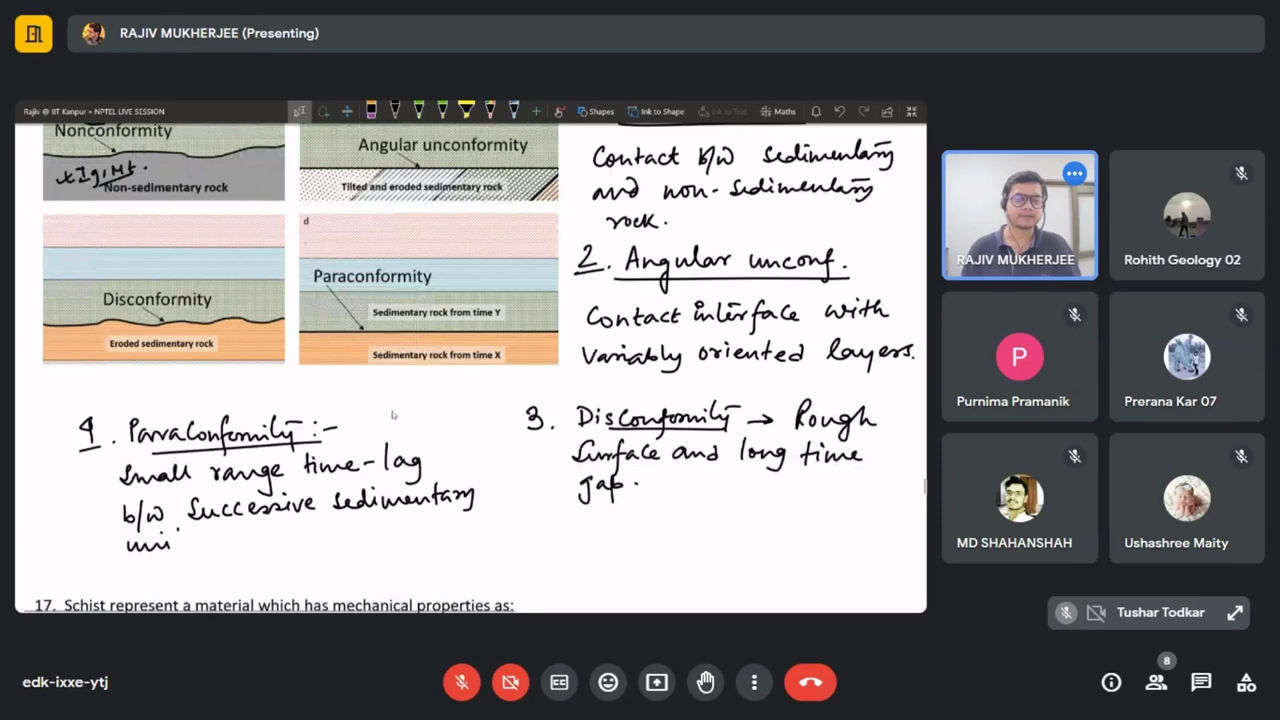 RAJIV MUKHERJEE (Presenting)
Rajiv @ IIT Kanpur • NPTEL LIVE SESSION
Shapes
Ink to Shape
Ink to Text
Maths
Nonconformity
Non-sedimentary rock
Angular unconformity
Tilted and eroded sedimentary rock
Contact b/w sedimentary
and non-sedimentary
rock.
Disconformity
Eroded sedimentary rock
d
Paraconformity
Sedimentary rock from time Y
Sedimentary rock from time X
2. Angular unconf.
Contact interface with
variably oriented layers.
3. Disconformity → Rough
surface and long time
gap.
4. Paraconformity :-
Small range time-lag
b/w successive sedimentary
17. Schist represent a material which has mechanical properties as:
RAJIV MUKHERJEE
Rohith Geology 02
P
Purnima Pramanik
Prerana Kar 07
MD SHAHANSHAH
Ushashree Maity
Tushar Todkar
edk-ixxe-ytj
8